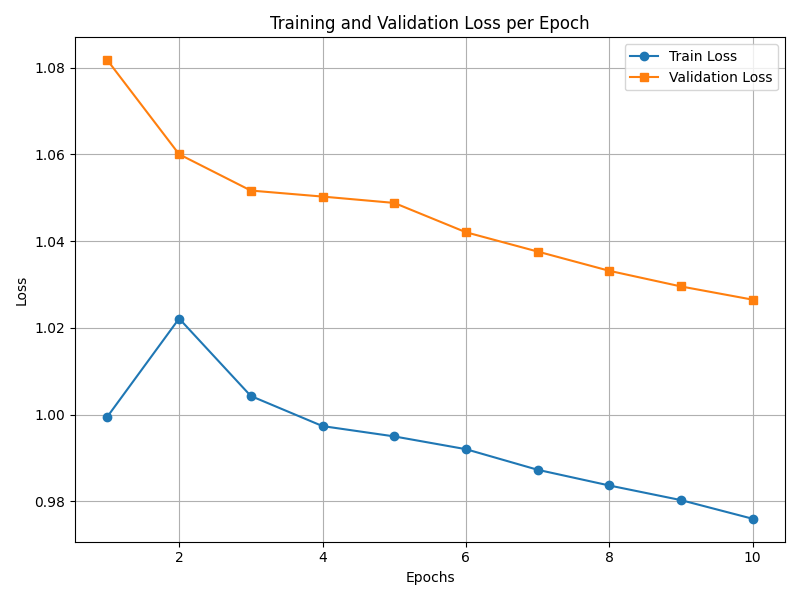 Training and Validation Loss per Epoch
Train Loss
Validation Loss
1.08
1.06
1.04
1.02
1.00
0.98
Loss
2 4 6 8 10
Epochs